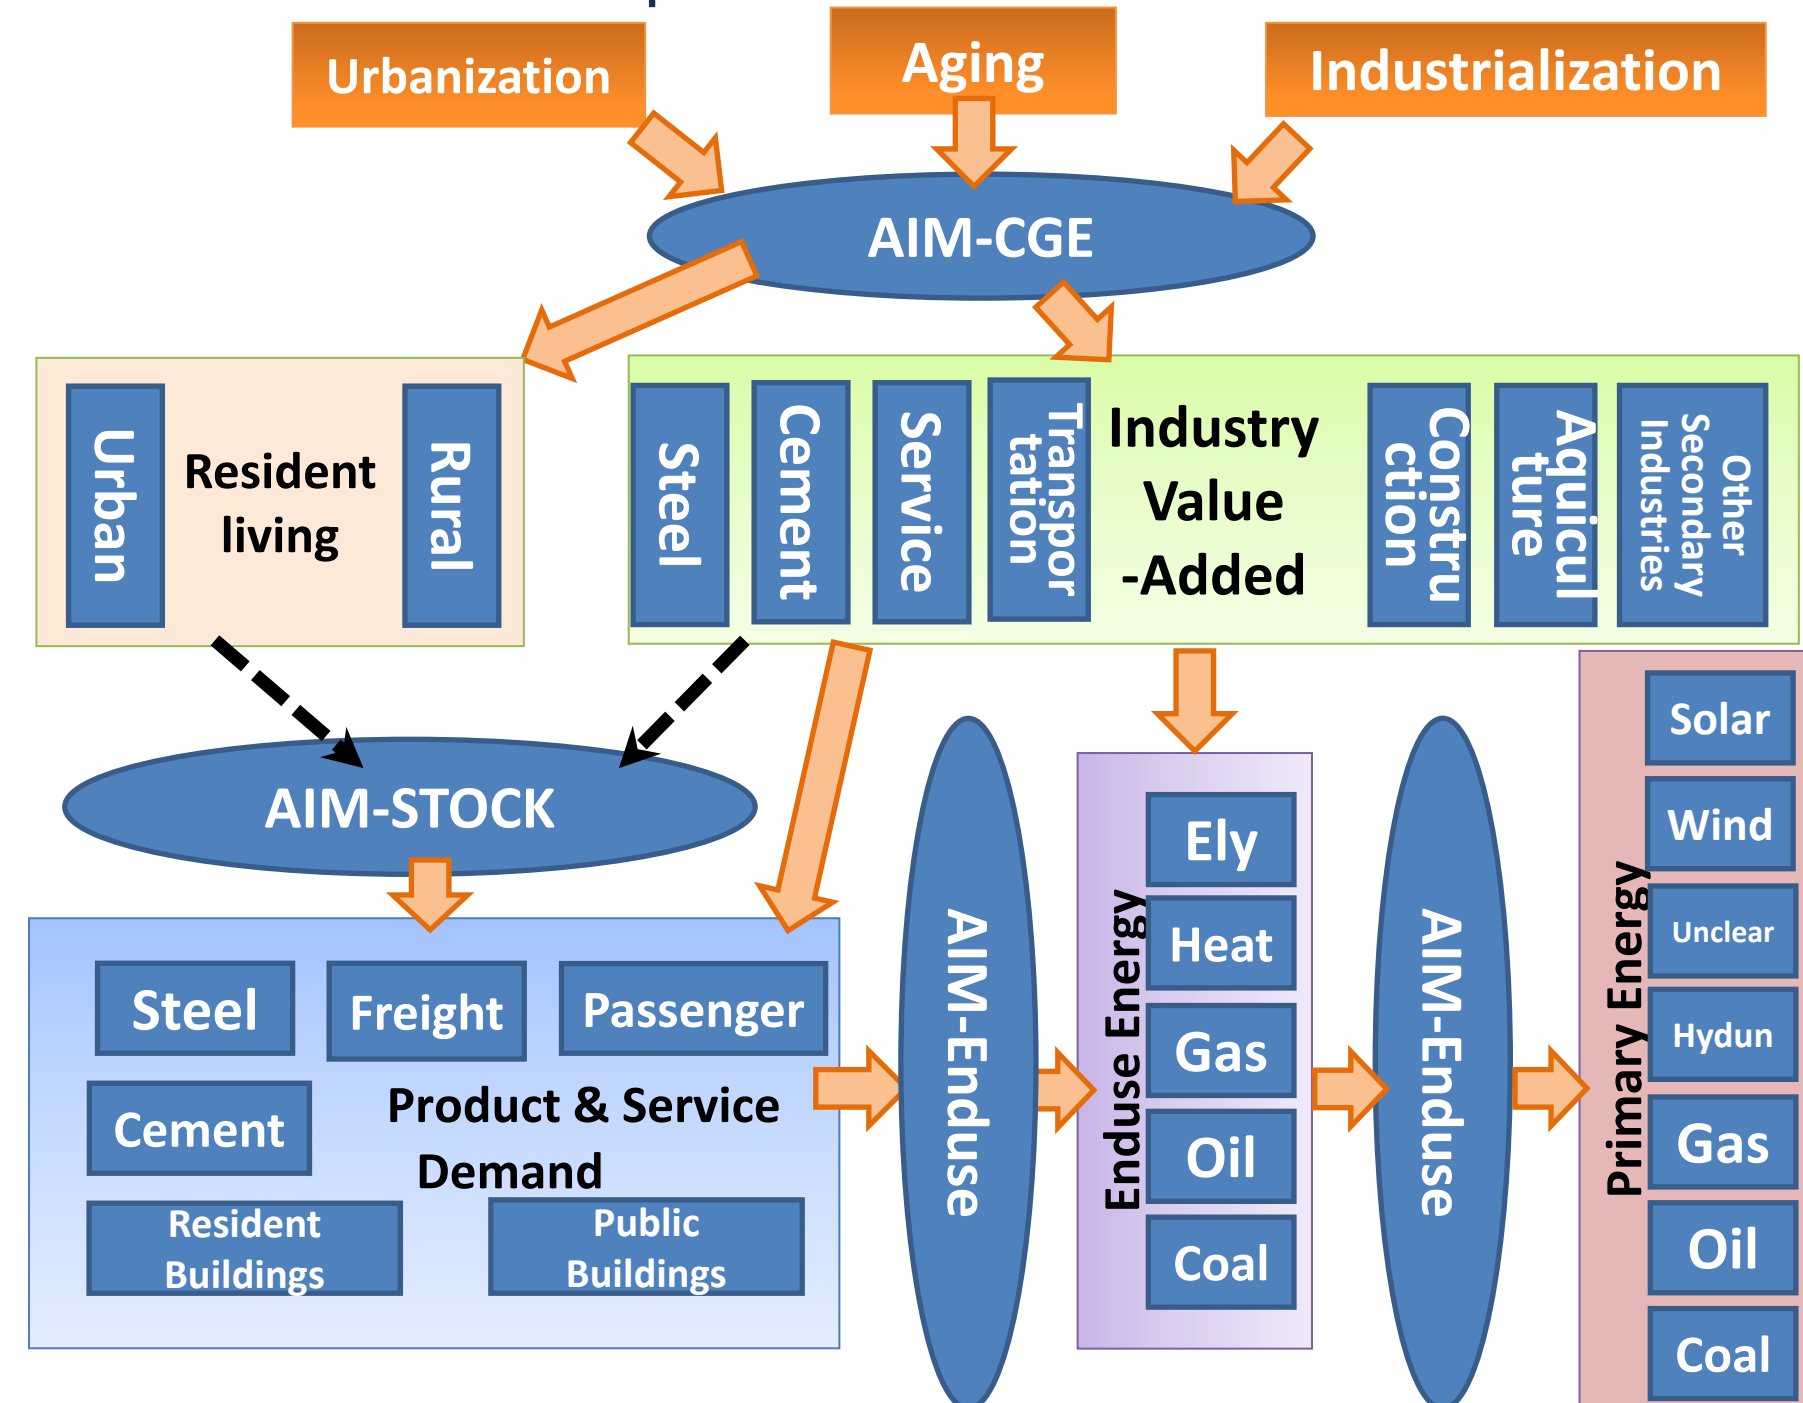 Urbanization
Aging
Industrialization
AIM-CGE
Urban
Resident
living
Rural
Steel
Cement
Service
Transpor
tation
Industry
Value
-Added
Constru
ction
Aquicul
ture
Other
Secondary
Industries
AIM-STOCK
Steel
Freight
Passenger
Cement
Product & Service
Demand
Resident
Buildings
Public
Buildings
AIM-Enduse
Enduse Energy
Ely
Heat
Gas
Oil
Coal
AIM-Enduse
Primary Energy
Solar
Wind
Unclear
Hydun
Gas
Oil
Coal